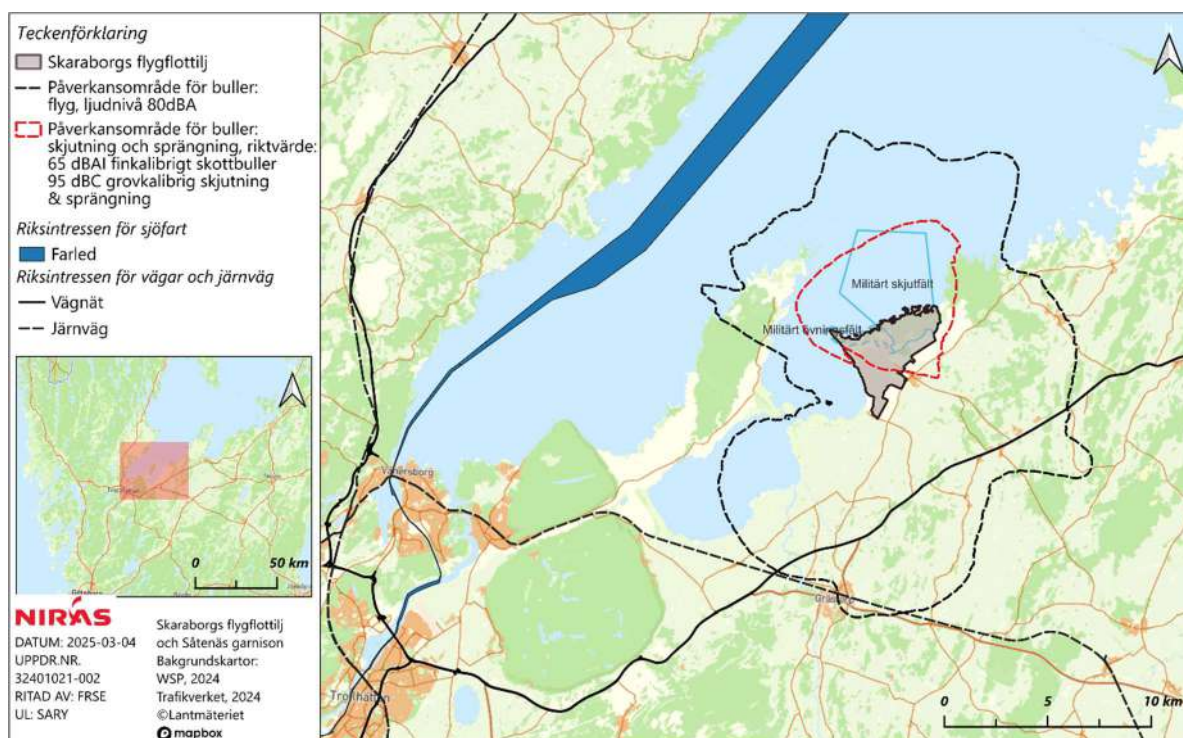 Teckenförklaring
Skaraborgs flygflottilj
Påverkansområde för buller:
flyg, ljudnivå 80dBA
Påverkansområde för buller:
skjutning och sprängning, riktvärde:
65 dBAI finkalibrigt skottbuller
95 dBC grovkalibrig skjutning
& sprängning
Riksintressen för sjöfart
Farled
Riksintressen för vägar och järnväg
Vägnät
Järnväg
0 50 km
NIRAS
DATUM: 2025-03-04
UPPDR.NR.
32401021-002
RITAD AV: FRSE
UL: SARY
Skaraborgs flygflottilj
och Såtenäs garnison
Bakgrundskartor:
WSP, 2024
Trafikverket, 2024
©Lantmäteriet
mapbox
Militärt skjutfält
Militärt övningsfält
Vänersborg
Grästorp
Trollhättan
0 5 10 km